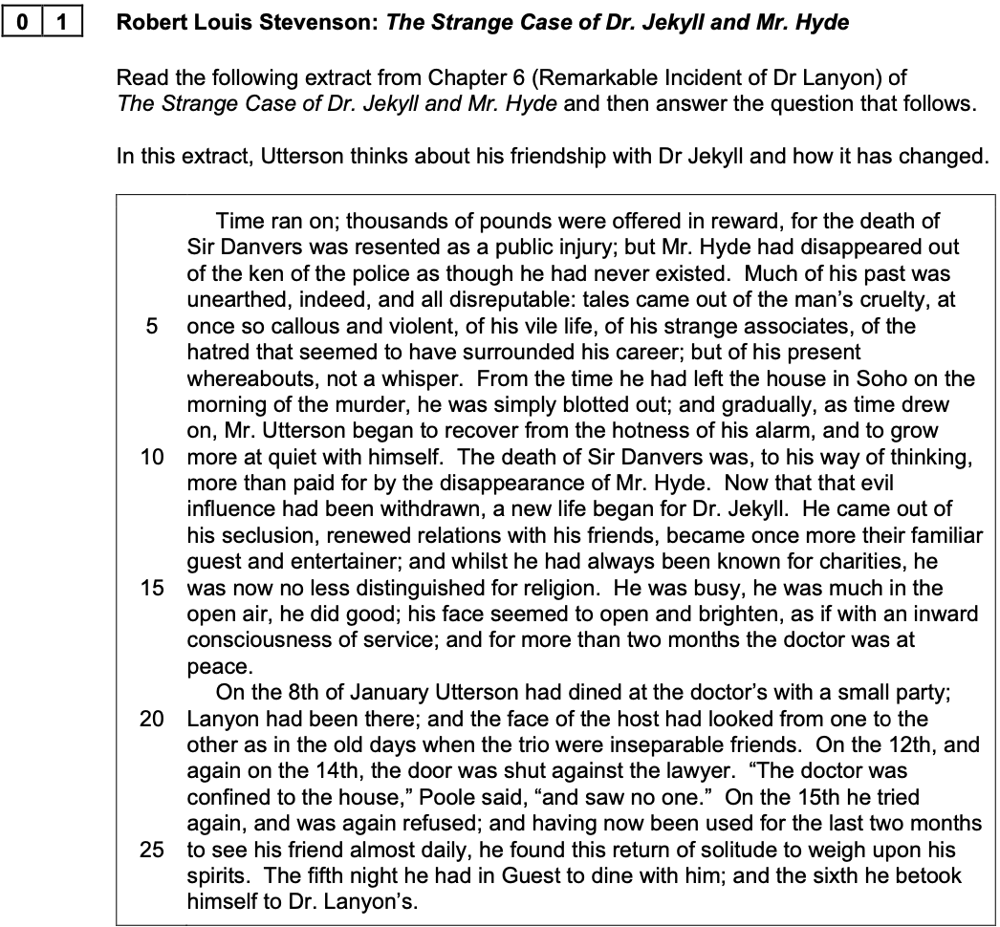 0 1 Robert Louis Stevenson: The Strange Case of Dr. Jekyll and Mr. Hyde
Read the following extract from Chapter 6 (Remarkable Incident of Dr Lanyon) of
The Strange Case of Dr. Jekyll and Mr. Hyde and then answer the question that follows.
In this extract, Utterson thinks about his friendship with Dr Jekyll and how it has changed.
Time ran on; thousands of pounds were offered in reward, for the death of
Sir Danvers was resented as a public injury; but Mr. Hyde had disappeared out
of the ken of the police as though he had never existed. Much of his past was
unearthed, indeed, and all disreputable: tales came out of the man’s cruelty, at
5 once so callous and violent, of his vile life, of his strange associates, of the
hatred that seemed to have surrounded his career; but of his present
whereabouts, not a whisper. From the time he had left the house in Soho on the
morning of the murder, he was simply blotted out; and gradually, as time drew
on, Mr. Utterson began to recover from the hotness of his alarm, and to grow
10 more at quiet with himself. The death of Sir Danvers was, to his way of thinking,
more than paid for by the disappearance of Mr. Hyde. Now that that evil
influence had been withdrawn, a new life began for Dr. Jekyll. He came out of
his seclusion, renewed relations with his friends, became once more their familiar
guest and entertainer; and whilst he had always been known for charities, he
15 was now no less distinguished for religion. He was busy, he was much in the
open air, he did good; his face seemed to open and brighten, as if with an inward
consciousness of service; and for more than two months the doctor was at
peace.
On the 8th of January Utterson had dined at the doctor’s with a small party;
20 Lanyon had been there; and the face of the host had looked from one to the
other as in the old days when the trio were inseparable friends. On the 12th, and
again on the 14th, the door was shut against the lawyer. “The doctor was
confined to the house,” Poole said, “and saw no one.” On the 15th he tried
again, and was again refused; and having now been used for the last two months
25 to see his friend almost daily, he found this return of solitude to weigh upon his
spirits. The fifth night he had in Guest to dine with him; and the sixth he betook
himself to Dr. Lanyon’s.